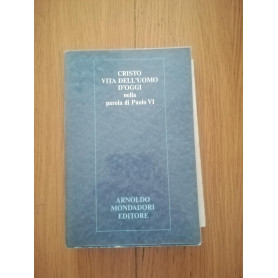 CRISTO
VITA DELL'UOMO
D'OGGI
nella
parola di Paolo VI
ARNOLDO
MONDADORI
EDITORE